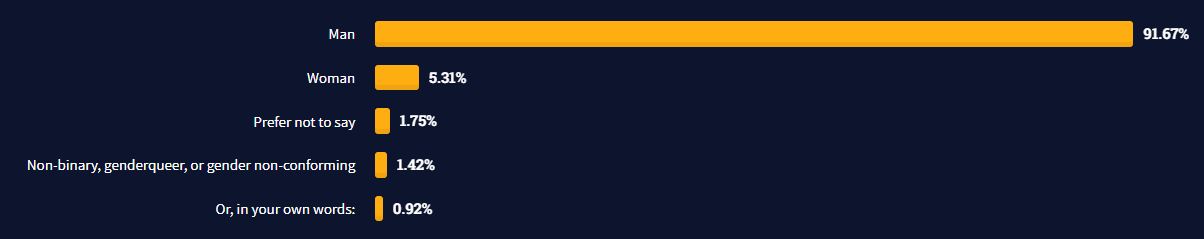 Man 91.67%
Woman 5.31%
Prefer not to say 1.75%
Non-binary, genderqueer, or gender non-conforming 1.42%
Or, in your own words: 0.92%